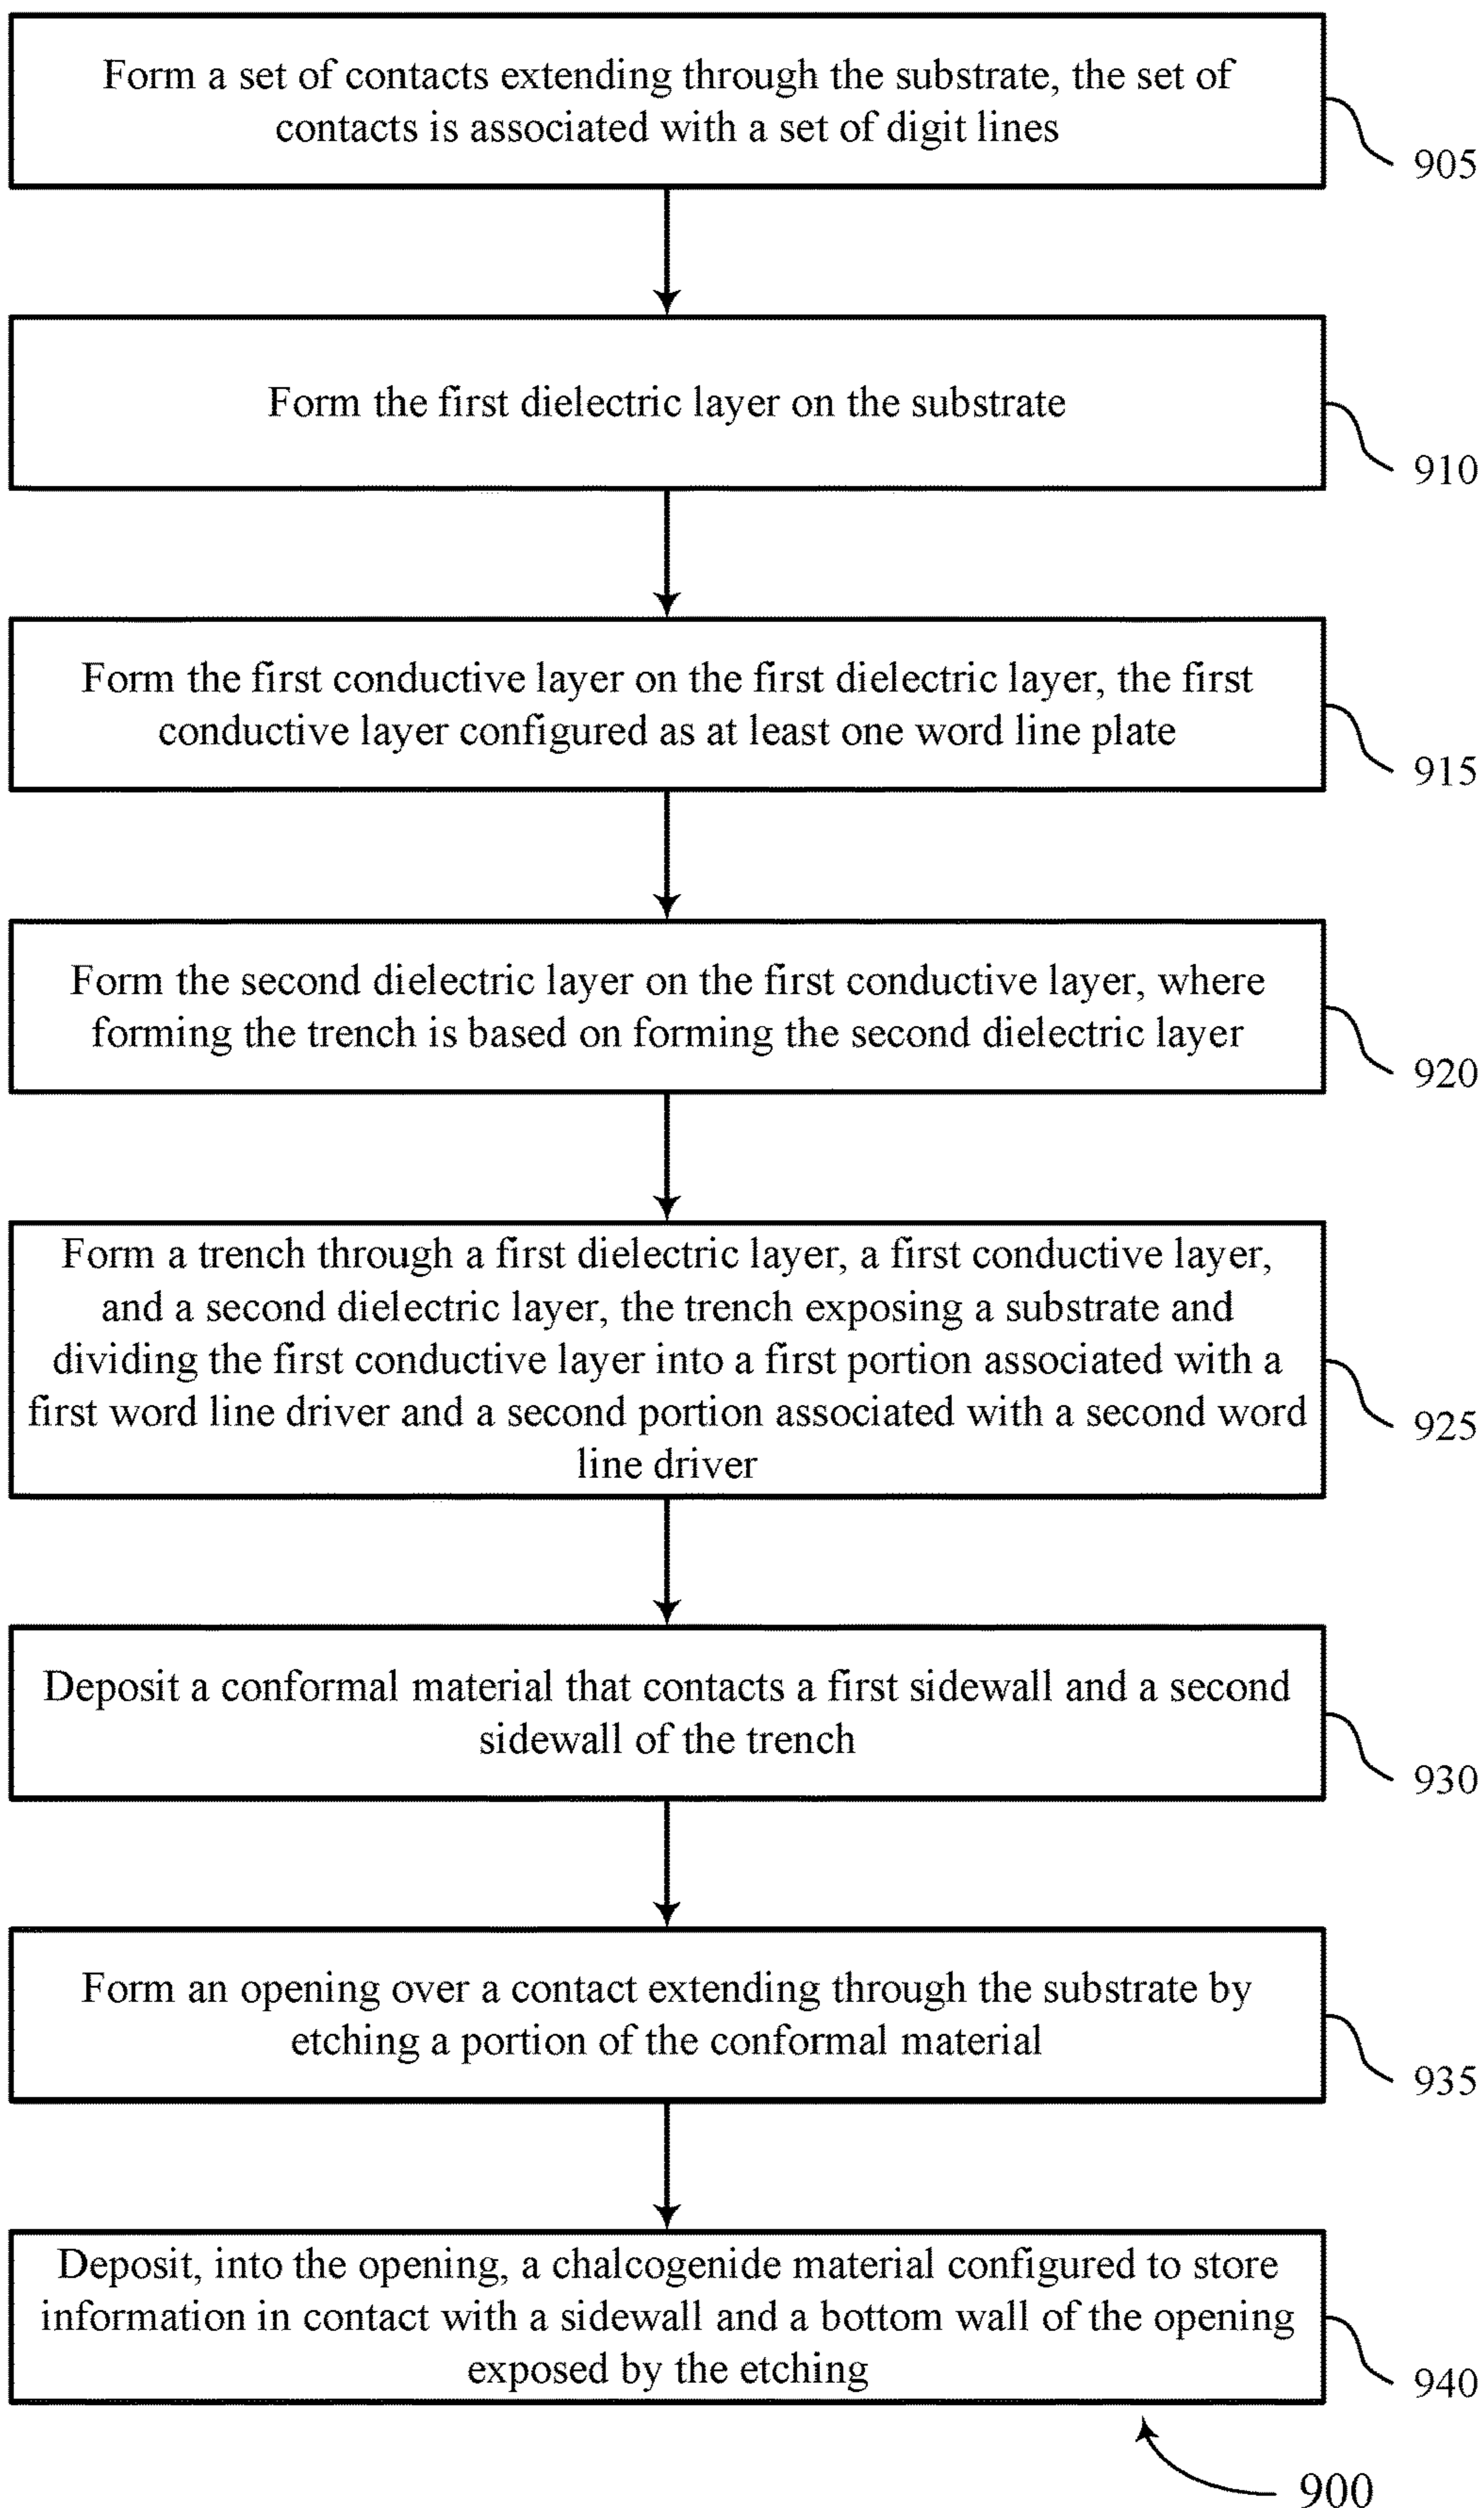 Form a set of contacts extending through the substrate, the set of
contacts is associated with a set of digit lines
905
Form the first dielectric layer on the substrate
910
Form the first conductive layer on the first dielectric layer, the first
conductive layer configured as at least one word line plate
915
Form the second dielectric layer on the first conductive layer, where
forming the trench is based on forming the second dielectric layer
920
Form a trench through a first dielectric layer, a first conductive layer,
and a second dielectric layer, the trench exposing a substrate and
dividing the first conductive layer into a first portion associated with a
first word line driver and a second portion associated with a second word
line driver
925
Deposit a conformal material that contacts a first sidewall and a second
sidewall of the trench
930
Form an opening over a contact extending through the substrate by
etching a portion of the conformal material
935
Deposit, into the opening, a chalcogenide material configured to store
information in contact with a sidewall and a bottom wall of the opening
exposed by the etching
940
900